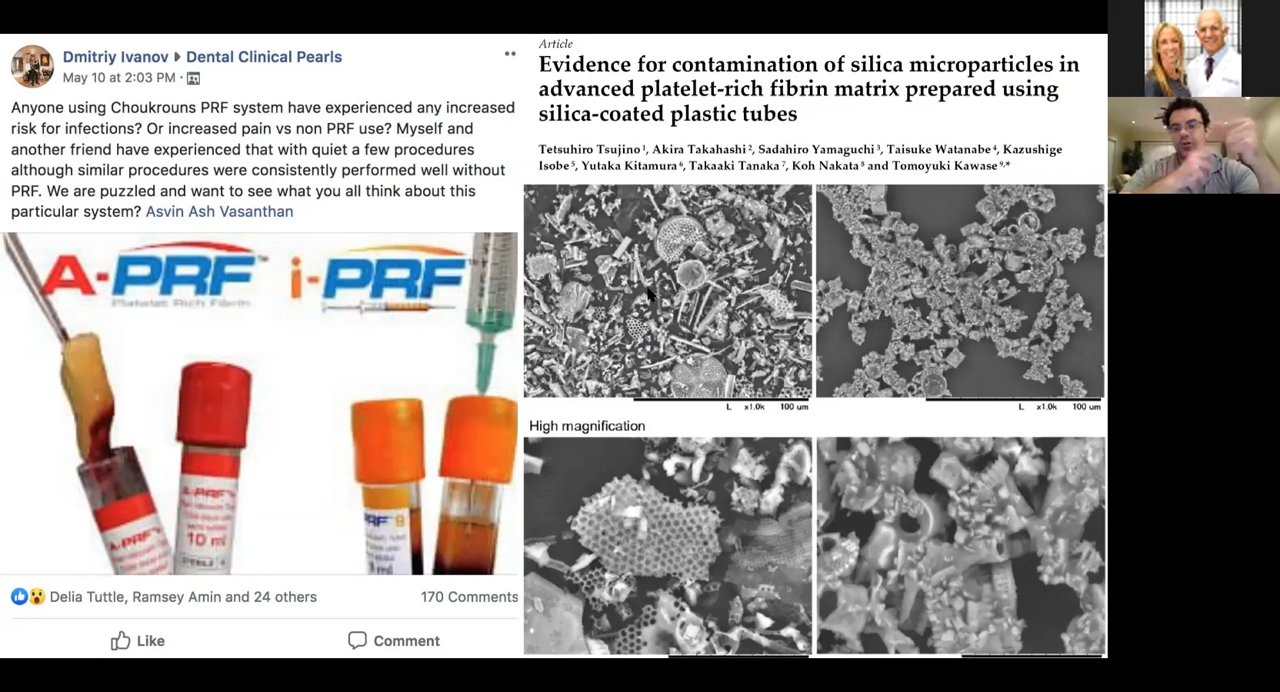 Dmitriy Ivanov ▸ Dental Clinical Pearls
May 10 at 2:03 PM ·
Anyone using Choukrouns PRF system have experienced any increased
risk for infections? Or increased pain vs non PRF use? Myself and
another friend have experienced that with quiet a few procedures
although similar procedures were consistently performed well without
PRF. We are puzzled and want to see what you all think about this
particular system? Asvin Ash Vasanthan
A-PRF™
Platelet Rich Fibrin
i-PRF™
A-PRF™
10 ml
STERILE
A-PRF
PRF
ml
Delia Tuttle, Ramsey Amin and 24 others
170 Comments
Like
Comment
Article
Evidence for contamination of silica microparticles in
advanced platelet-rich fibrin matrix prepared using
silica-coated plastic tubes
Tetsuhiro Tsujino 1, Akira Takahashi 2, Sadahiro Yamaguchi 3, Taisuke Watanabe 4, Kazushige
Isobe 5, Yutaka Kitamura 6, Takaaki Tanaka 7, Koh Nakata 8 and Tomoyuki Kawase 9,*
L x1.0k 100 um
L x1.0k 100 um
High magnification